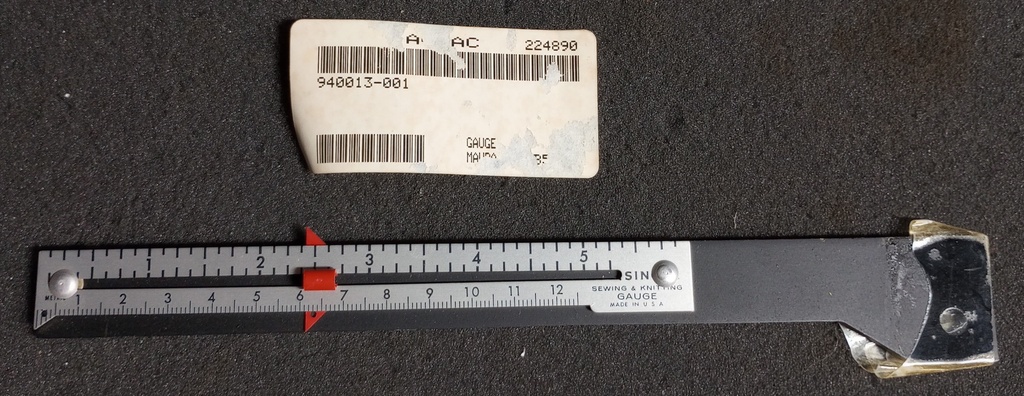 AC 224890
940013-001
GAUGE
1 2 3 4 5
SIN
1 2 3 4 5 6 7 8 9 10 11 12
SEWING & KNITTING
GAUGE
MADE IN U S A